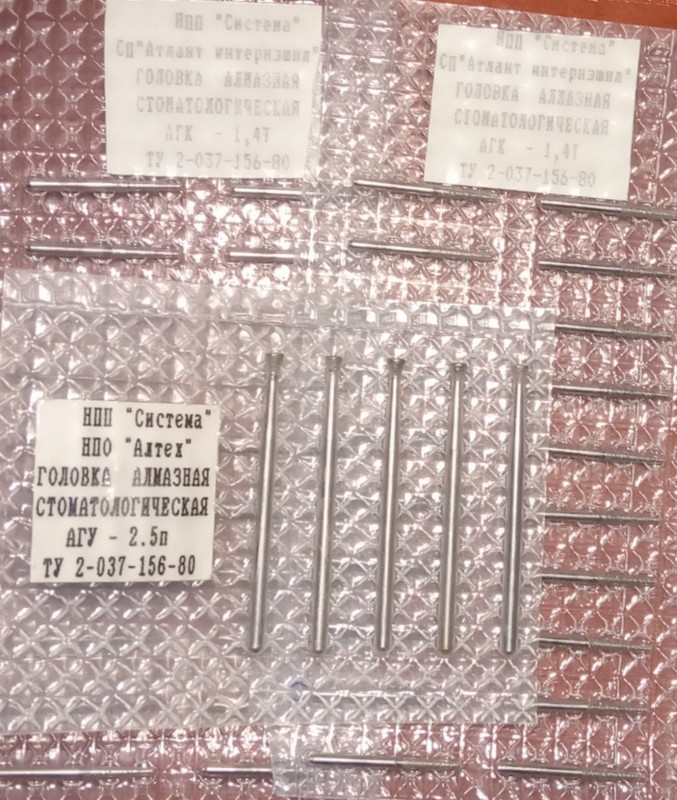 НПП "Система"
СП"Атлант интернэшнл"
ГОЛОВКА АЛМАЗНАЯ
СТОМАТОЛОГИЧЕСКАЯ
АГК - 1,4Т
ТУ 2-037-156-80
НПП "Система"
СП"Атлант интернэшнл"
ГОЛОВКА АЛМАЗНАЯ
СТОМАТОЛОГИЧЕСКАЯ
АГК - 1,4Т
ТУ 2-037-156-80
НПП "Система"
НПО "Алтех"
ГОЛОВКА АЛМАЗНАЯ
СТОМАТОЛОГИЧЕСКАЯ
АГУ - 2.5п
ТУ 2-037-156-80